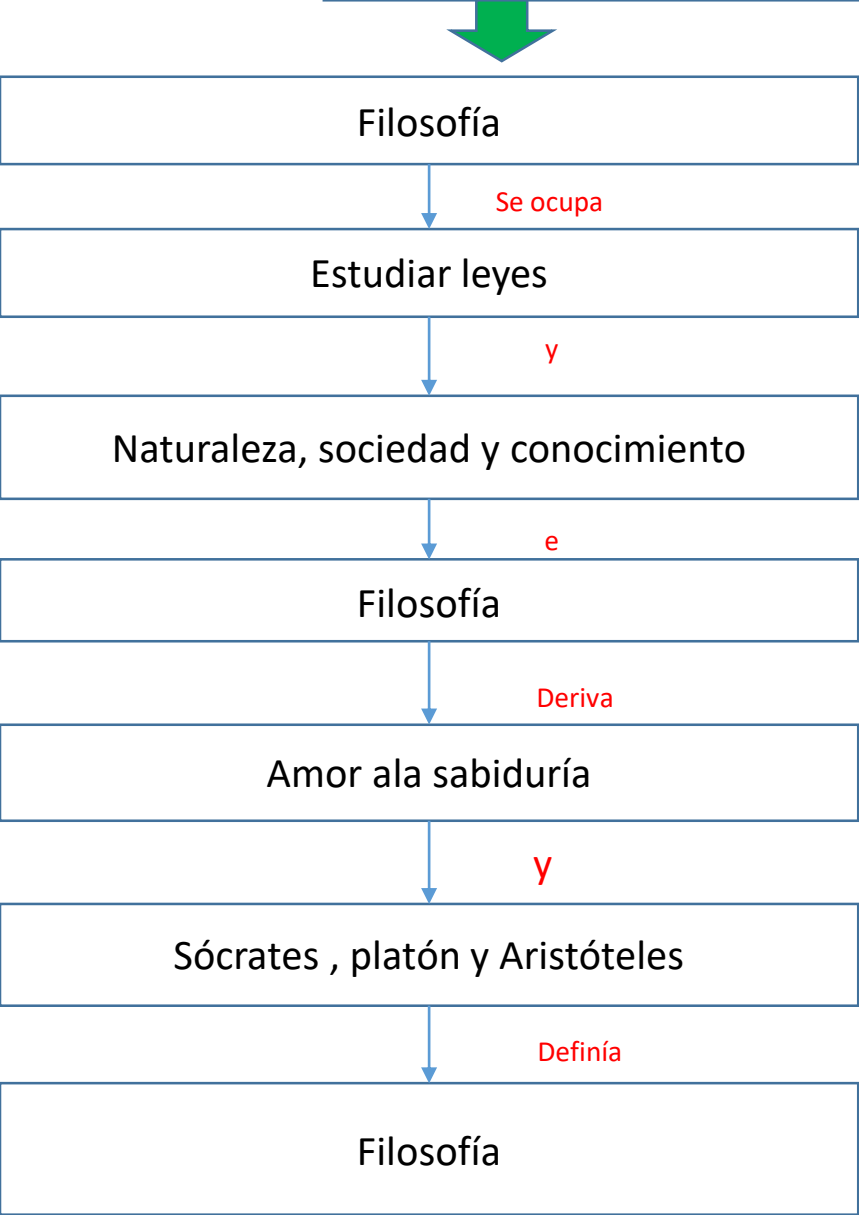 Filosofía
Se ocupa
Estudiar leyes
y
Naturaleza, sociedad y conocimiento
e
Filosofía
Deriva
Amor ala sabiduría
y
Sócrates , platón y Aristóteles
Definía
Filosofía